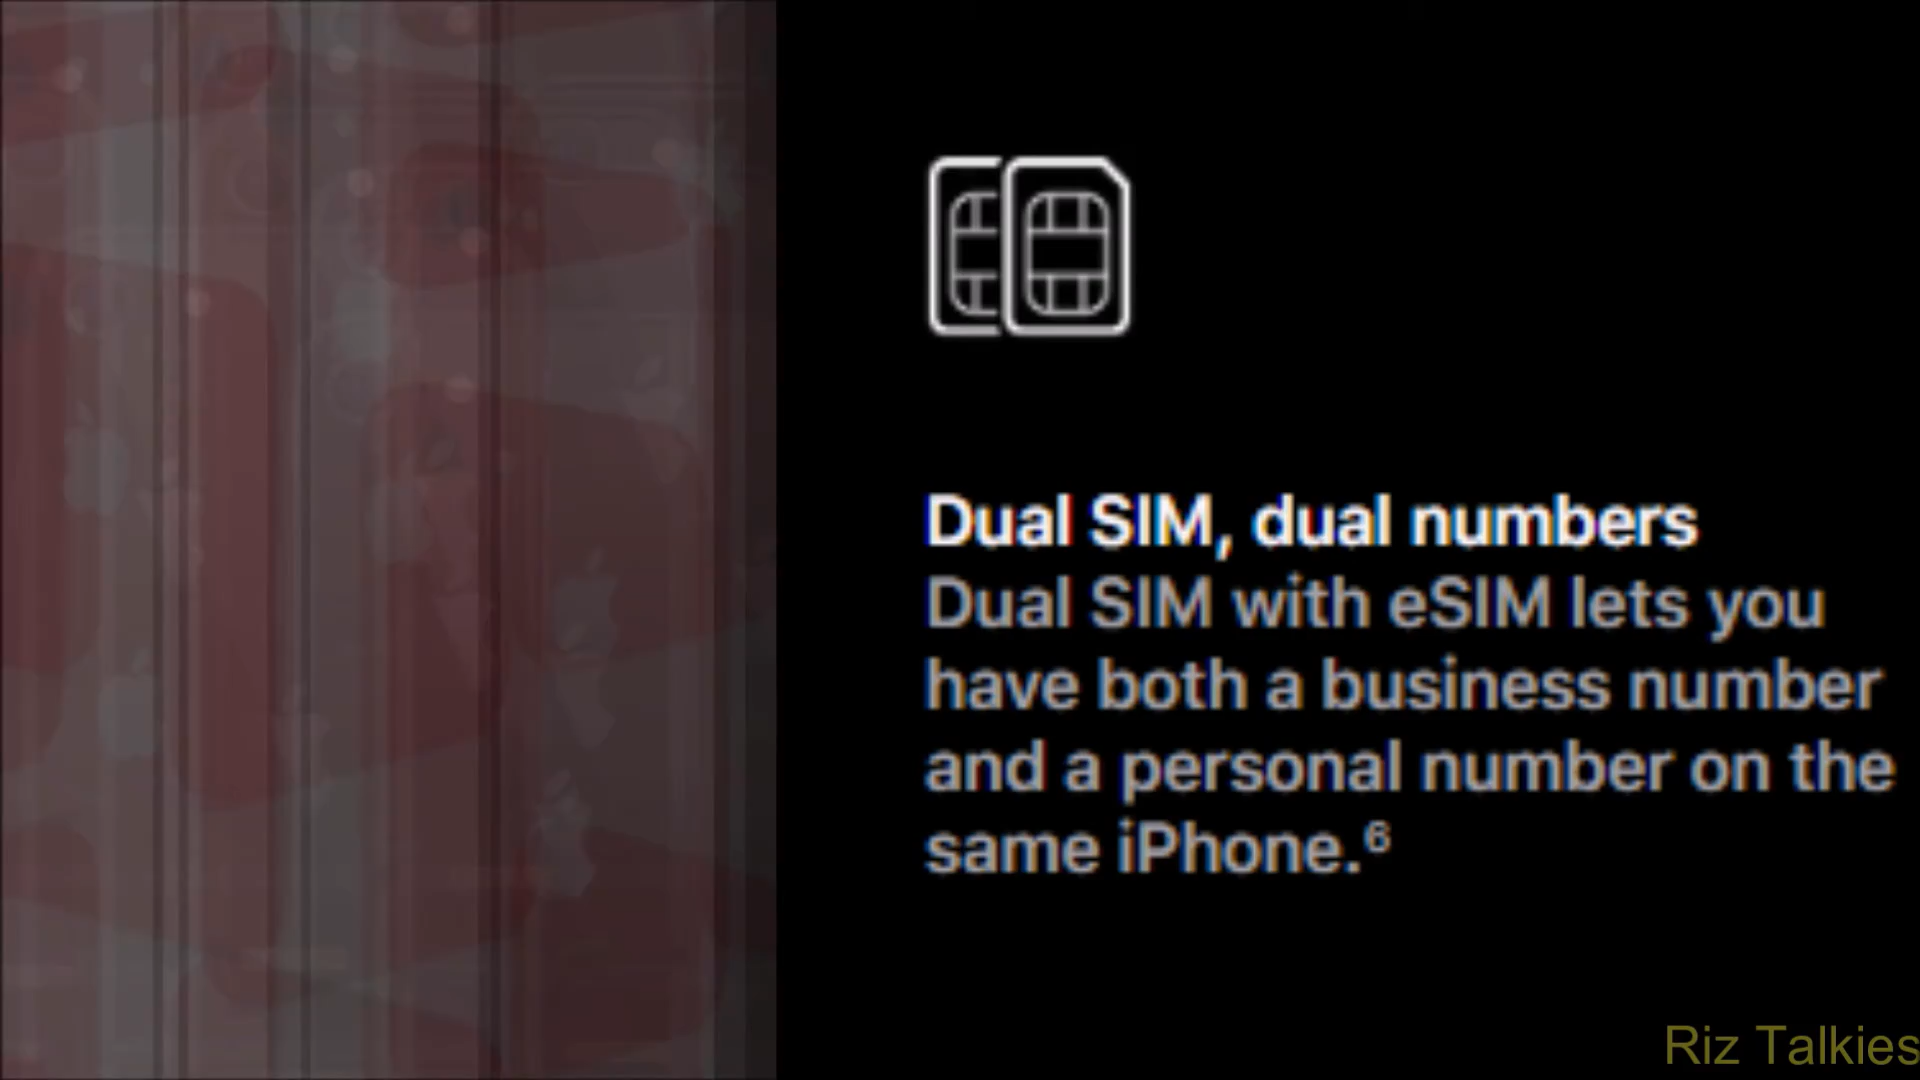 Dual SIM, dual numbers
Dual SIM with eSIM lets you
have both a business number
and a personal number on the
same iPhone.⁶
Riz Talkies